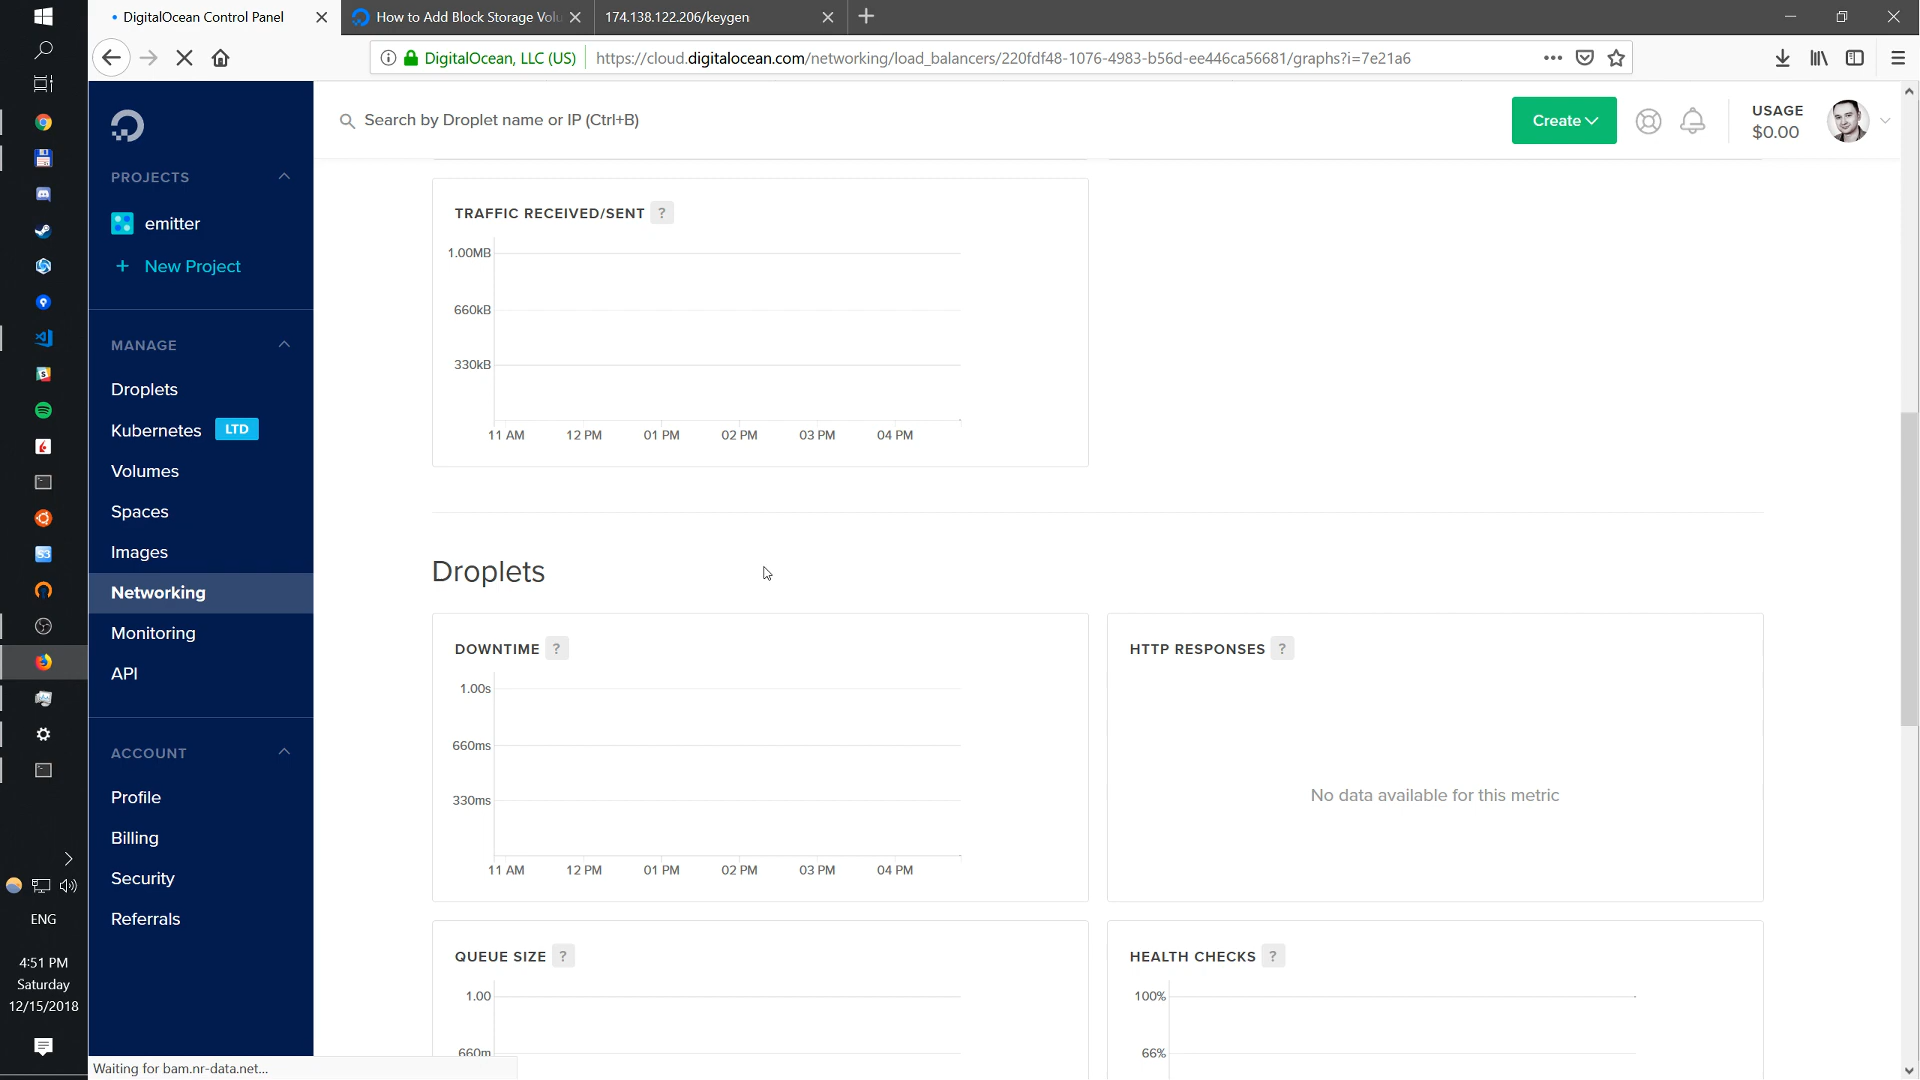 DigitalOcean Control Panel
How to Add Block Storage Volu
174.138.122.206/keygen
DigitalOcean, LLC (US)
https://cloud.digitalocean.com/networking/load_balancers/220fdf48-1076-4983-b56d-ee446ca56681/graphs?i=7e21a6
Search by Droplet name or IP (Ctrl+B)
Create
USAGE
$0.00
PROJECTS
emitter
+ New Project
MANAGE
Droplets
Kubernetes LTD
Volumes
Spaces
Images
Networking
Monitoring
API
ACCOUNT
Profile
Billing
Security
Referrals
TRAFFIC RECEIVED/SENT ?
1.00MB
660kB
330kB
11 AM 12 PM 01 PM 02 PM 03 PM 04 PM
Droplets
DOWNTIME ?
1.00s
660ms
330ms
11 AM 12 PM 01 PM 02 PM 03 PM 04 PM
HTTP RESPONSES ?
No data available for this metric
QUEUE SIZE ?
1.00
660m
HEALTH CHECKS ?
100%
66%
ENG
4:51 PM
Saturday
12/15/2018
Waiting for bam.nr-data.net...